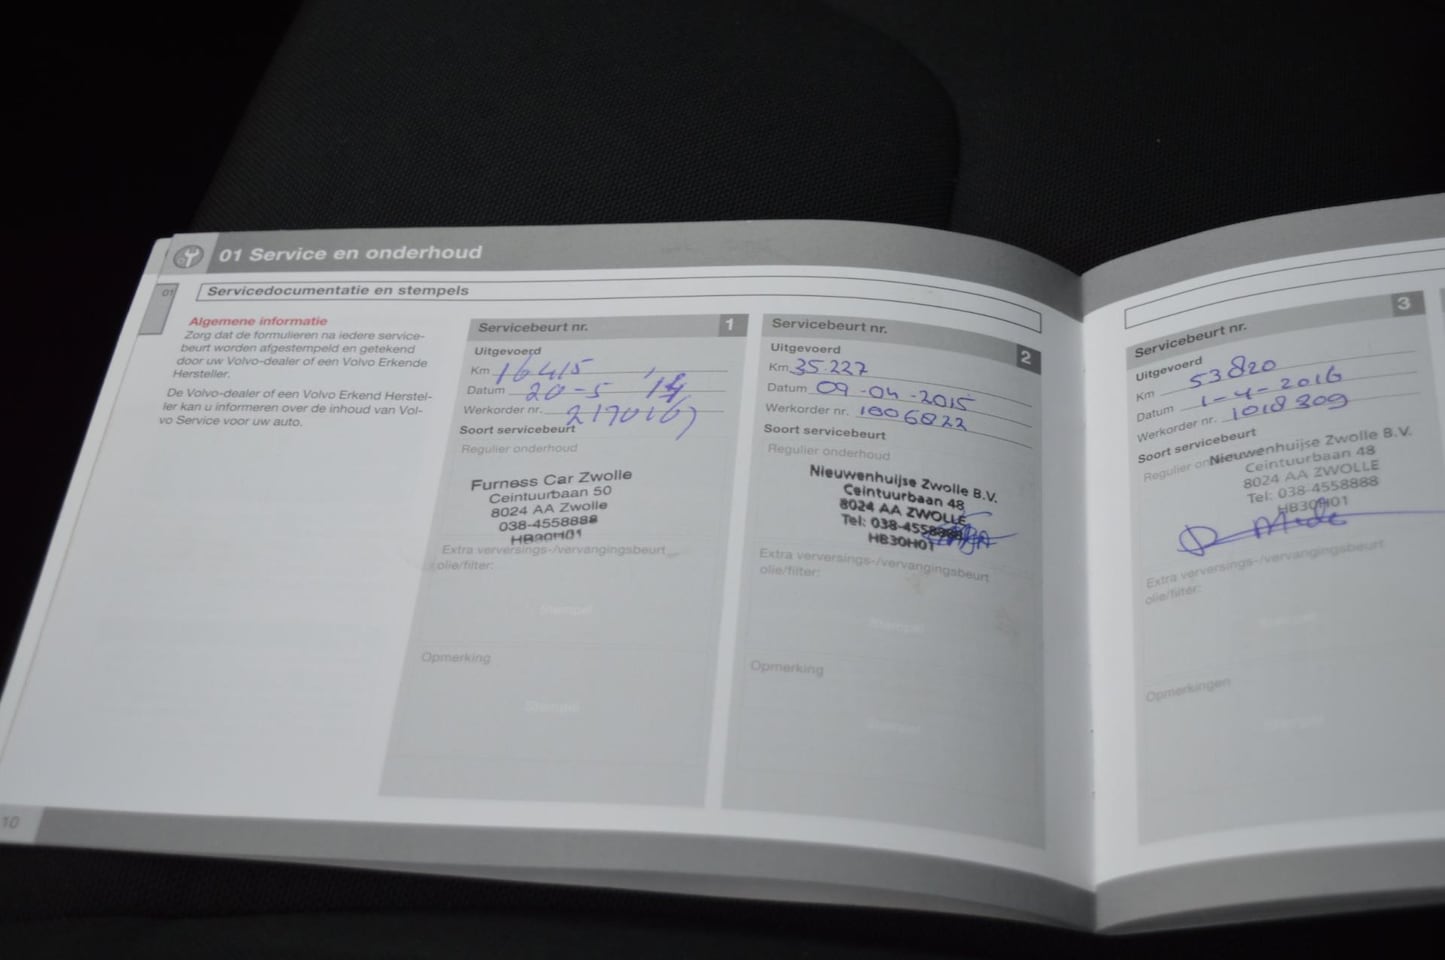 01 Service en onderhoud
01
Servicedocumentatie en stempels
Algemene informatie
Zorg dat de formulieren na iedere service-
beurt worden afgestempeld en getekend
door uw Volvo-dealer of een Volvo Erkende
Hersteller.
De Volvo-dealer of een Volvo Erkend Herstel-
ler kan u informeren over de inhoud van Vol-
vo Service voor uw auto.
Servicebeurt nr. 1
Uitgevoerd
Km 16415
Datum 20-5 '14
Werkorder nr.
Soort servicebeurt
Regulier onderhoud
Furness Car Zwolle
Ceintuurbaan 50
8024 AA Zwolle
038-4558888
HB30H01
Extra verversings-/vervangingsbeurt
olie/filter:
Stempel
Opmerking
Stempel
Servicebeurt nr. 2
Uitgevoerd
Km 35.227
Datum 09-04-2015
Werkorder nr. 1006822
Soort servicebeurt
Regulier onderhoud
Nieuwenhuijse Zwolle B.V.
Ceintuurbaan 48
8024 AA ZWOLLE
Tel: 038-4558888
HB30H01
Extra verversings-/vervangingsbeurt
olie/filter:
Stempel
Opmerking
Stempel
Servicebeurt nr. 3
Uitgevoerd
Km 53820
Datum 1-4-2016
Werkorder nr. 1018309
Soort servicebeurt
Regulier
Nieuwenhuijse Zwolle B.V.
Ceintuurbaan 48
8024 AA ZWOLLE
Tel: 038-4558888
HB30H01
Extra verversings-/vervangingsbeurt
olie/filter:
Stempel
Opmerkingen
Stempel
10